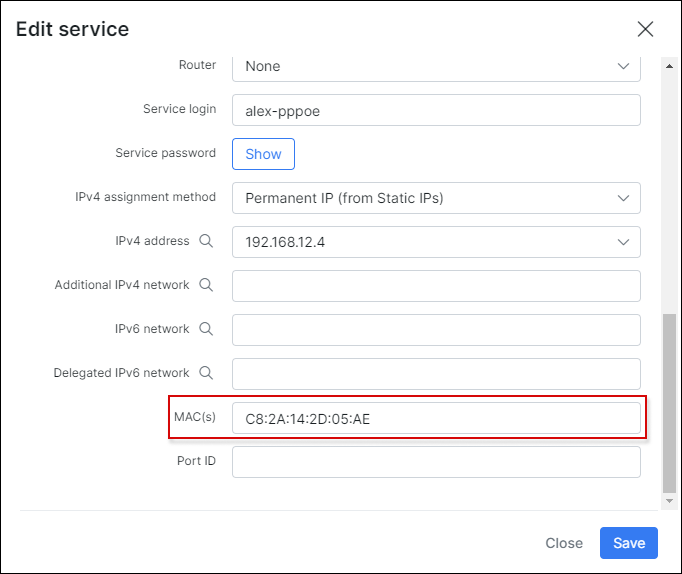 Edit service
Router None
Service login alex-pppoe
Service password Show
IPv4 assignment method Permanent IP (from Static IPs)
IPv4 address 192.168.12.4
Additional IPv4 network
IPv6 network
Delegated IPv6 network
MAC(s) C8:2A:14:2D:05:AE
Port ID
Close Save